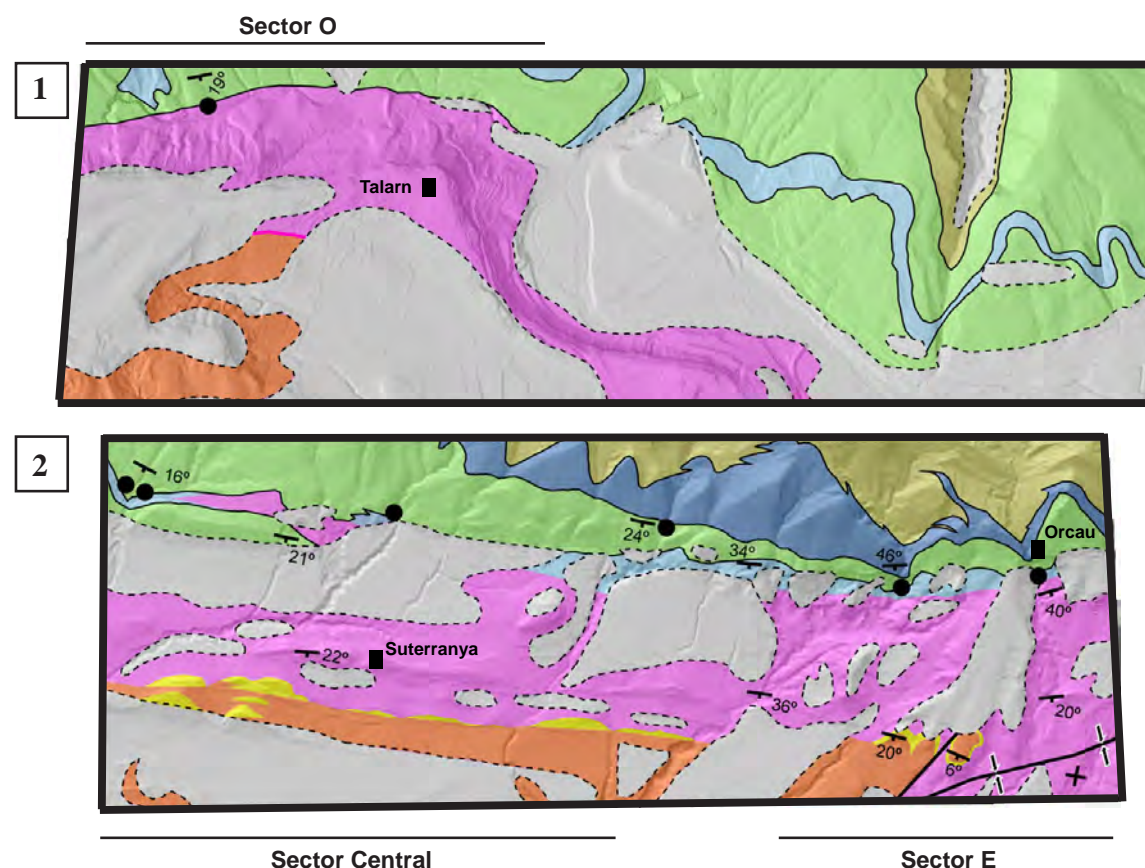 Sector O
1
19º
Talarn
2
16º
21º
24º
34º
46º
Orcau
40º
22º
Suterranya
36º
20º
20º
6º
Sector Central
Sector E